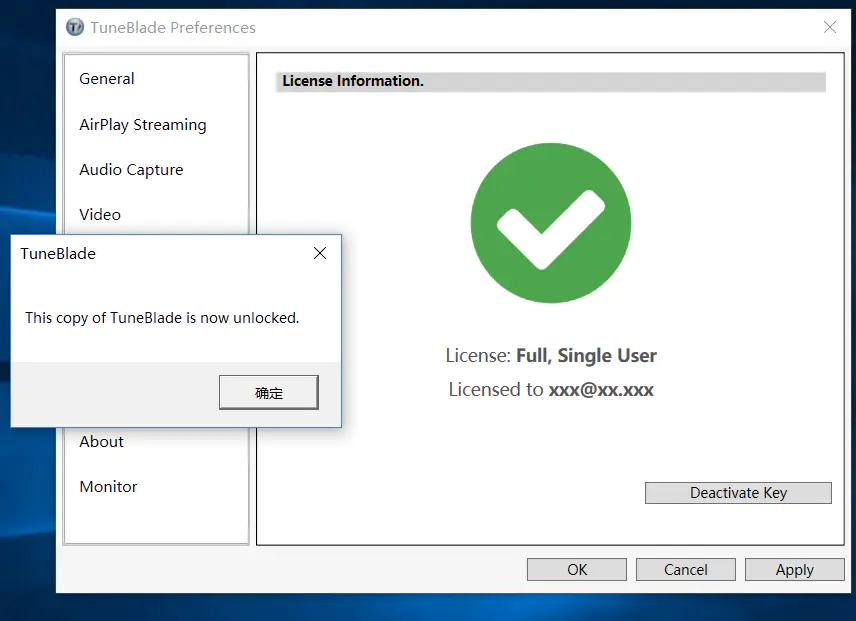 TuneBlade Preferences
General
AirPlay Streaming
Audio Capture
Video
About
Monitor
License Information.
License: Full, Single User
Licensed to xxx@xx.xxx
Deactivate Key
OK
Cancel
Apply
TuneBlade
This copy of TuneBlade is now unlocked.
确定